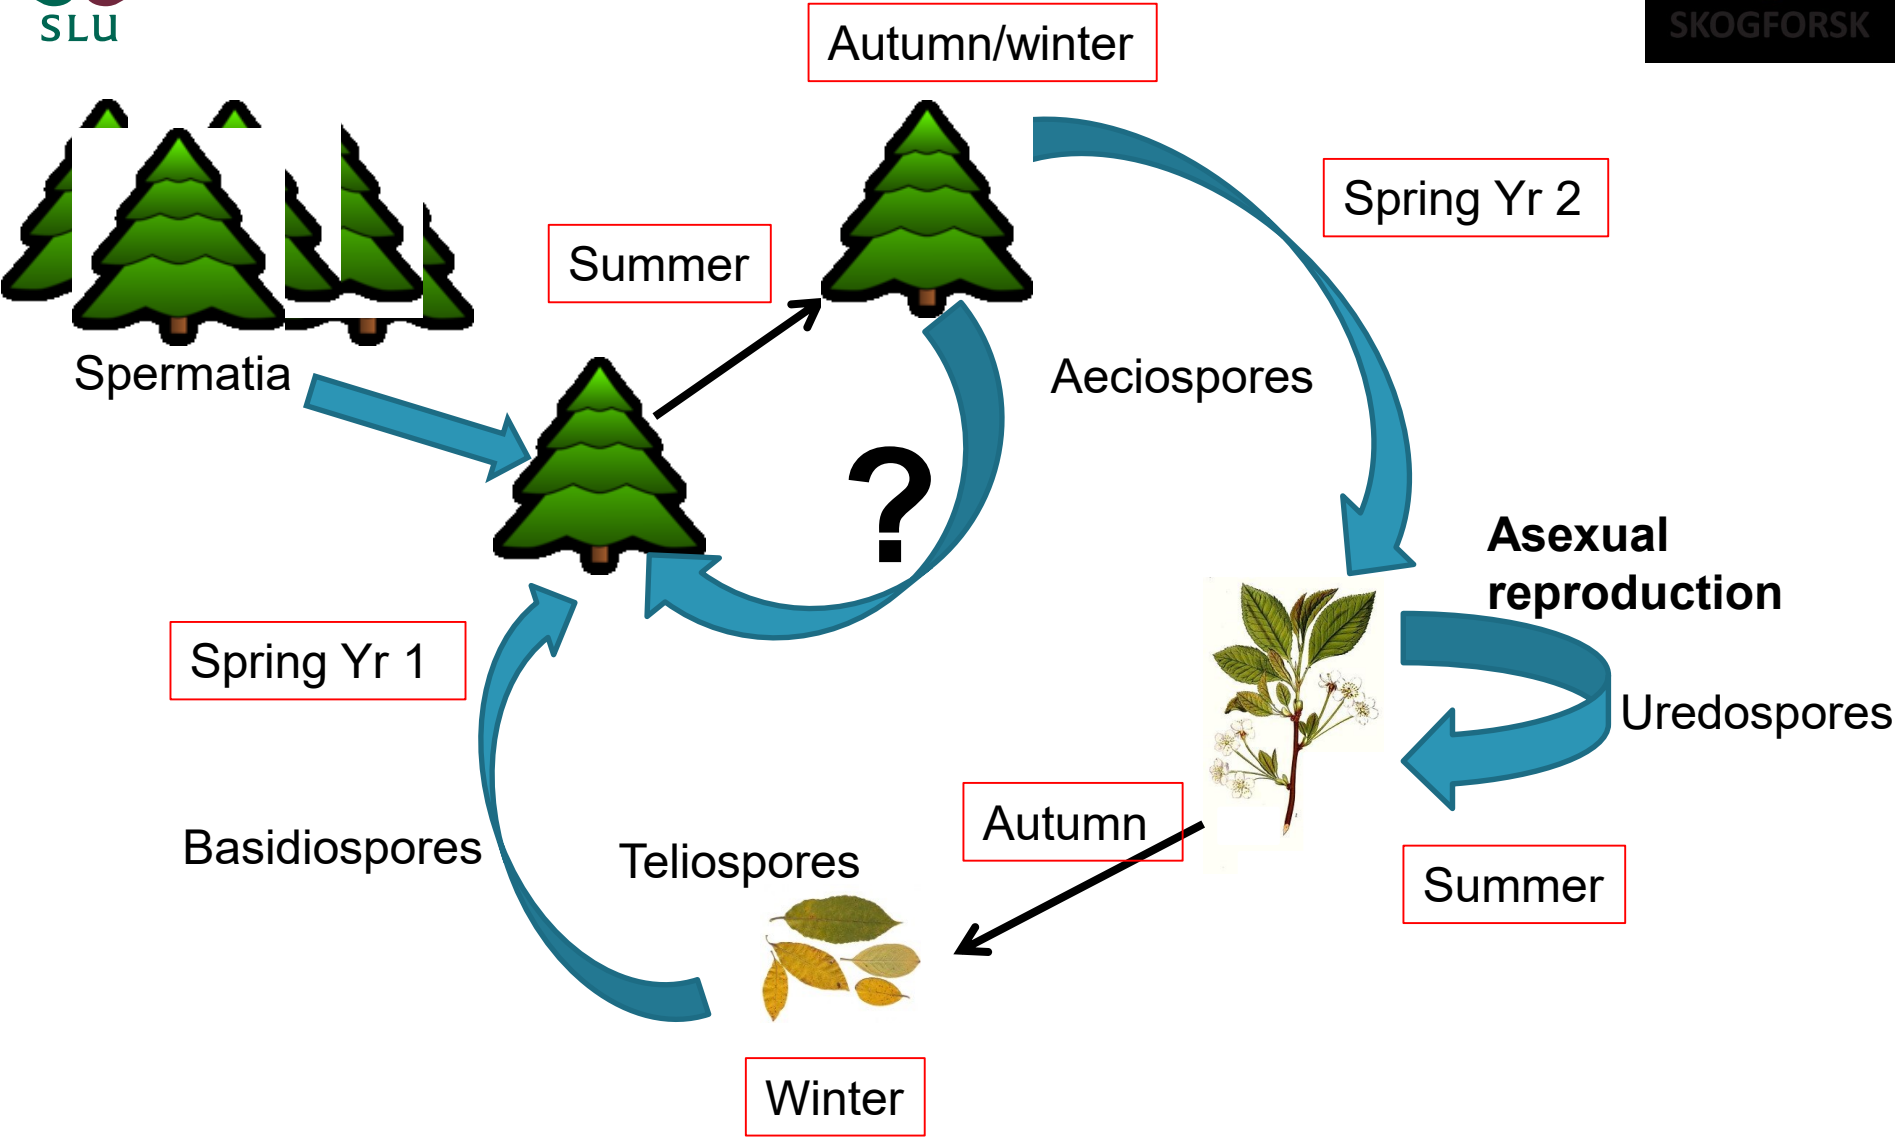 SLU
SKOGFORSK
Autumn/winter
Spring Yr 2
Summer
Spermatia
Aeciospores
?
Asexual
reproduction
Spring Yr 1
Uredospores
Autumn
Basidiospores
Teliospores
Summer
Winter